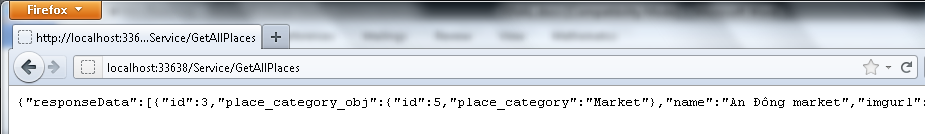 Firefox
http://localhost:336...Service/GetAllPlaces
localhost:33638/Service/GetAllPlaces
{"responseData":[{"id":3,"place_category_obj":{"id":5,"place_category":"Market"},"name":"An Đông market","imgurl":